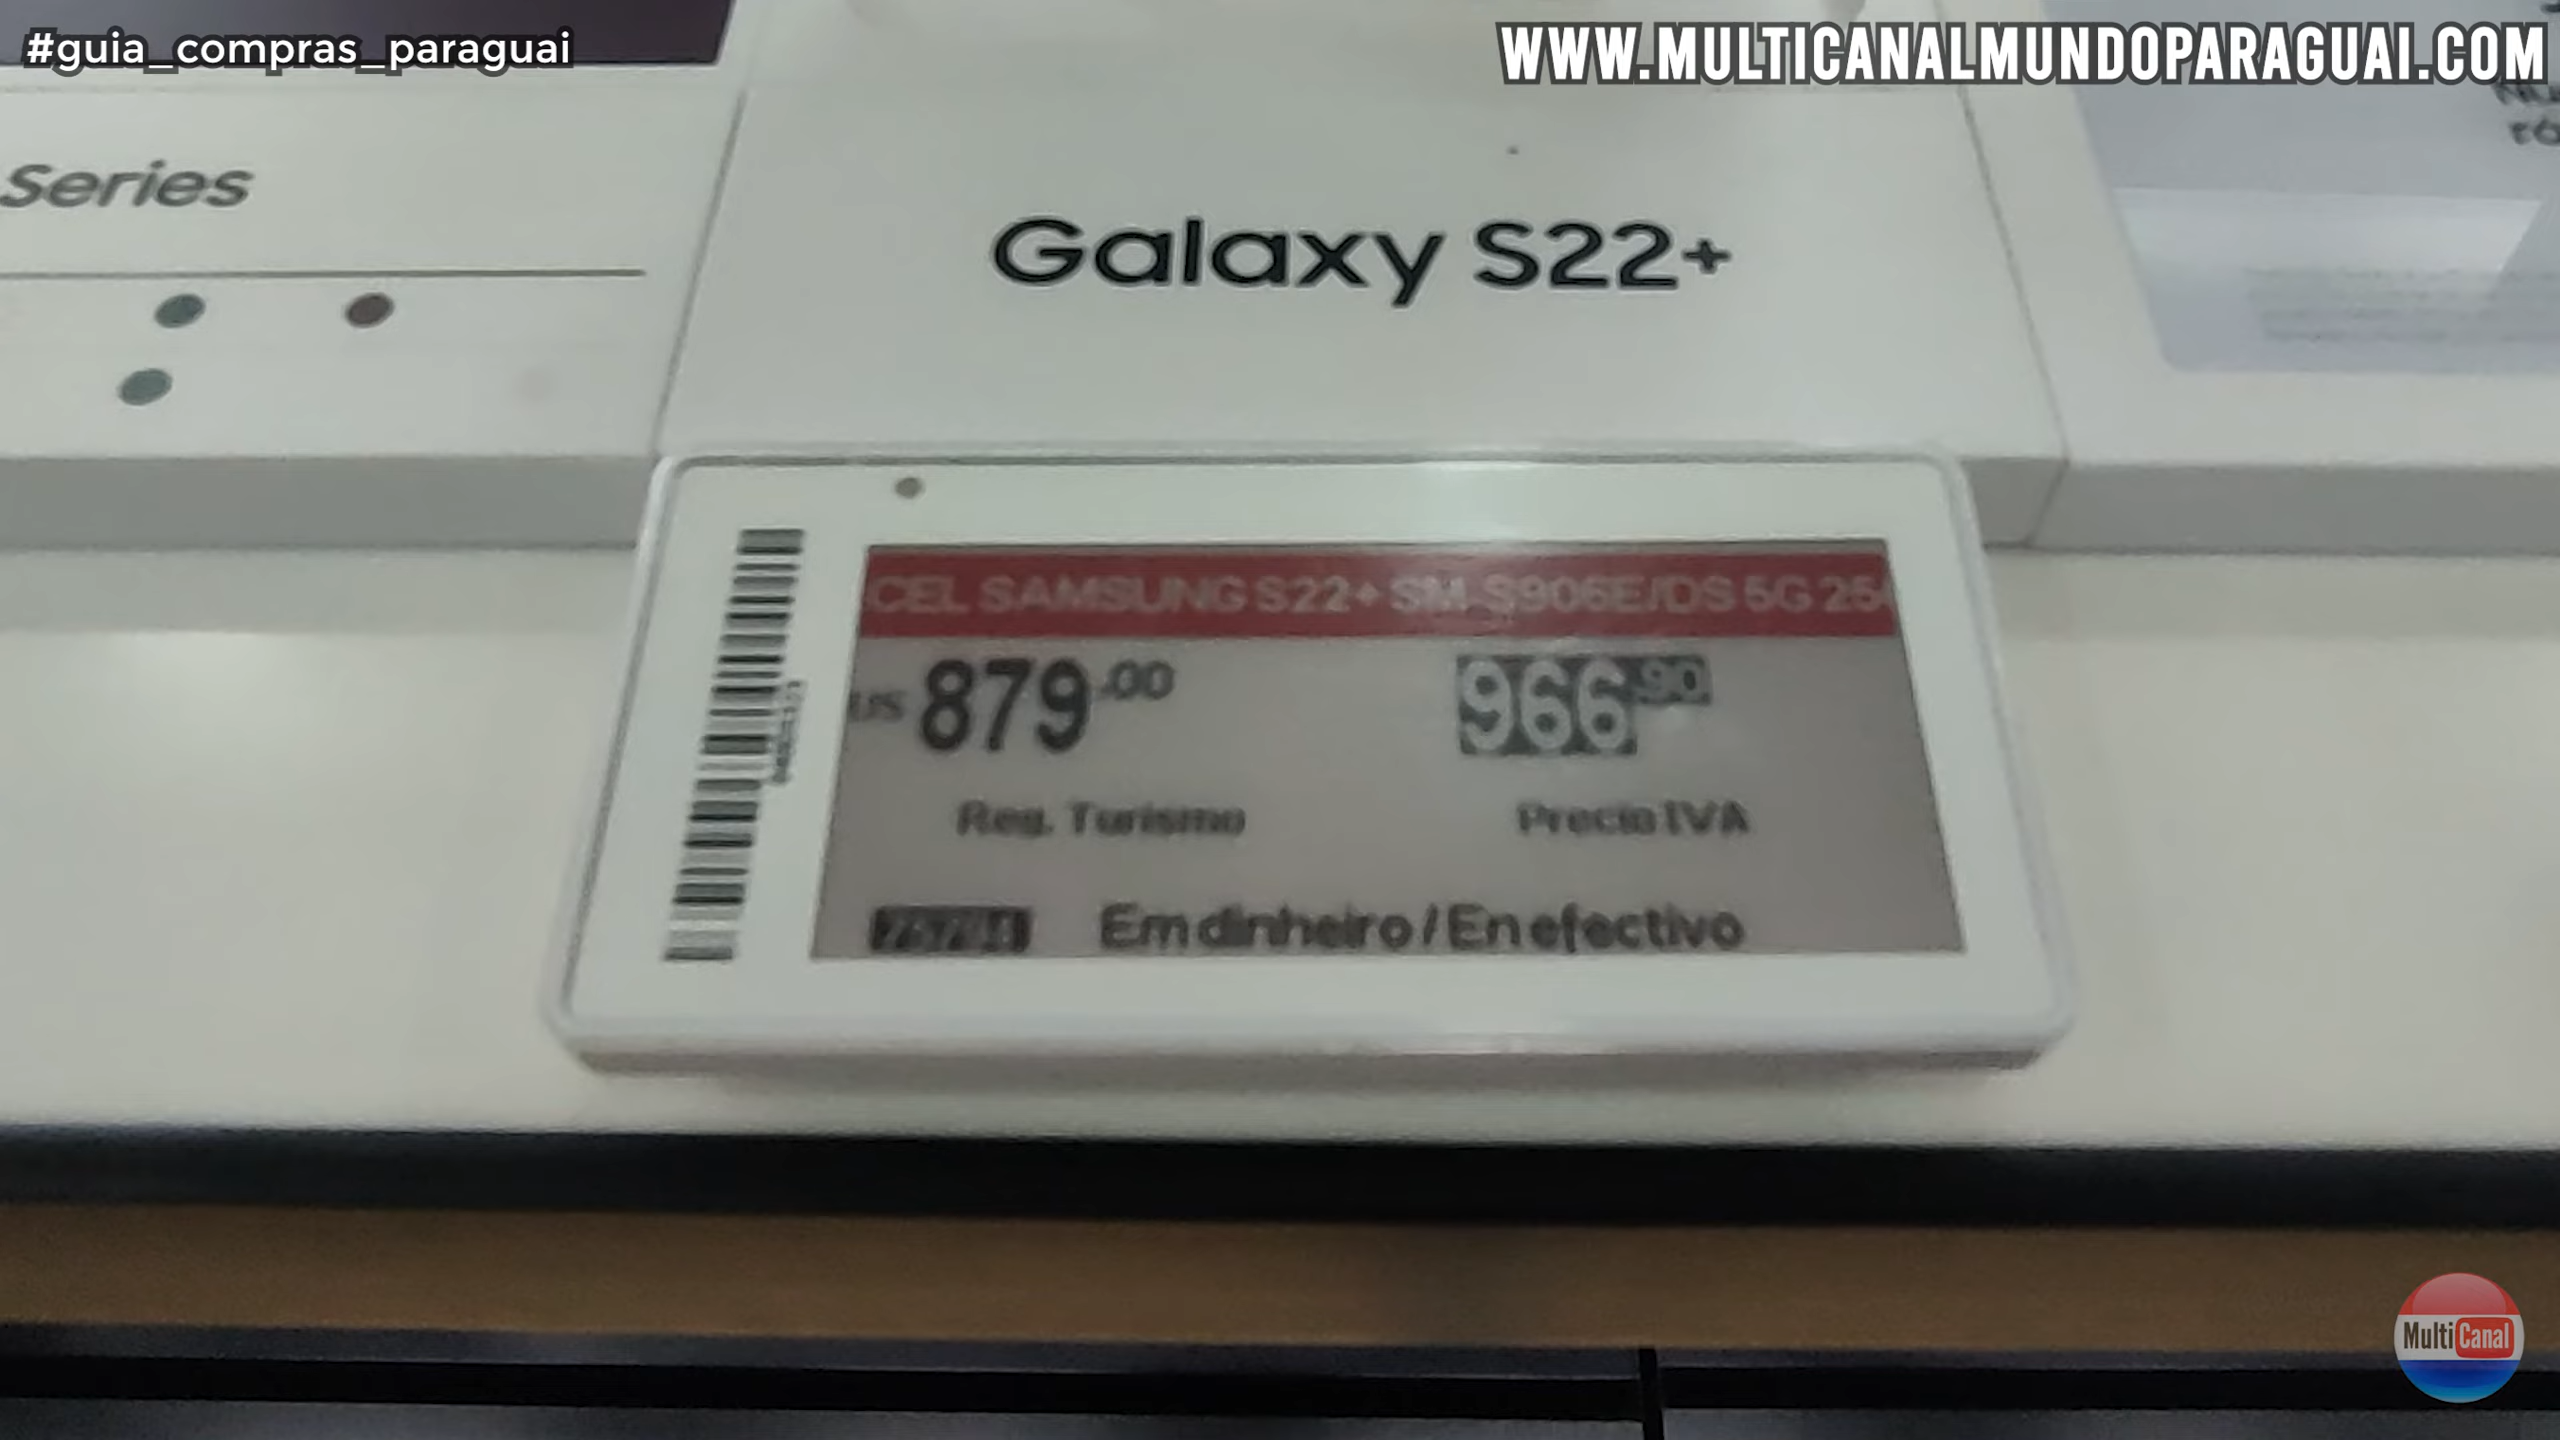 #guia_compras_paraguai
WWW.MULTICANALMUNDOPARAGUAI.COM
Series
Galaxy S22+
CEL SAMSUNG S22+ SM-S906E/DS 5G 256
US 879.00
966.90
Reg. Turismo
Precio IVA
Em dinheiro / En efectivo
MultiCanal